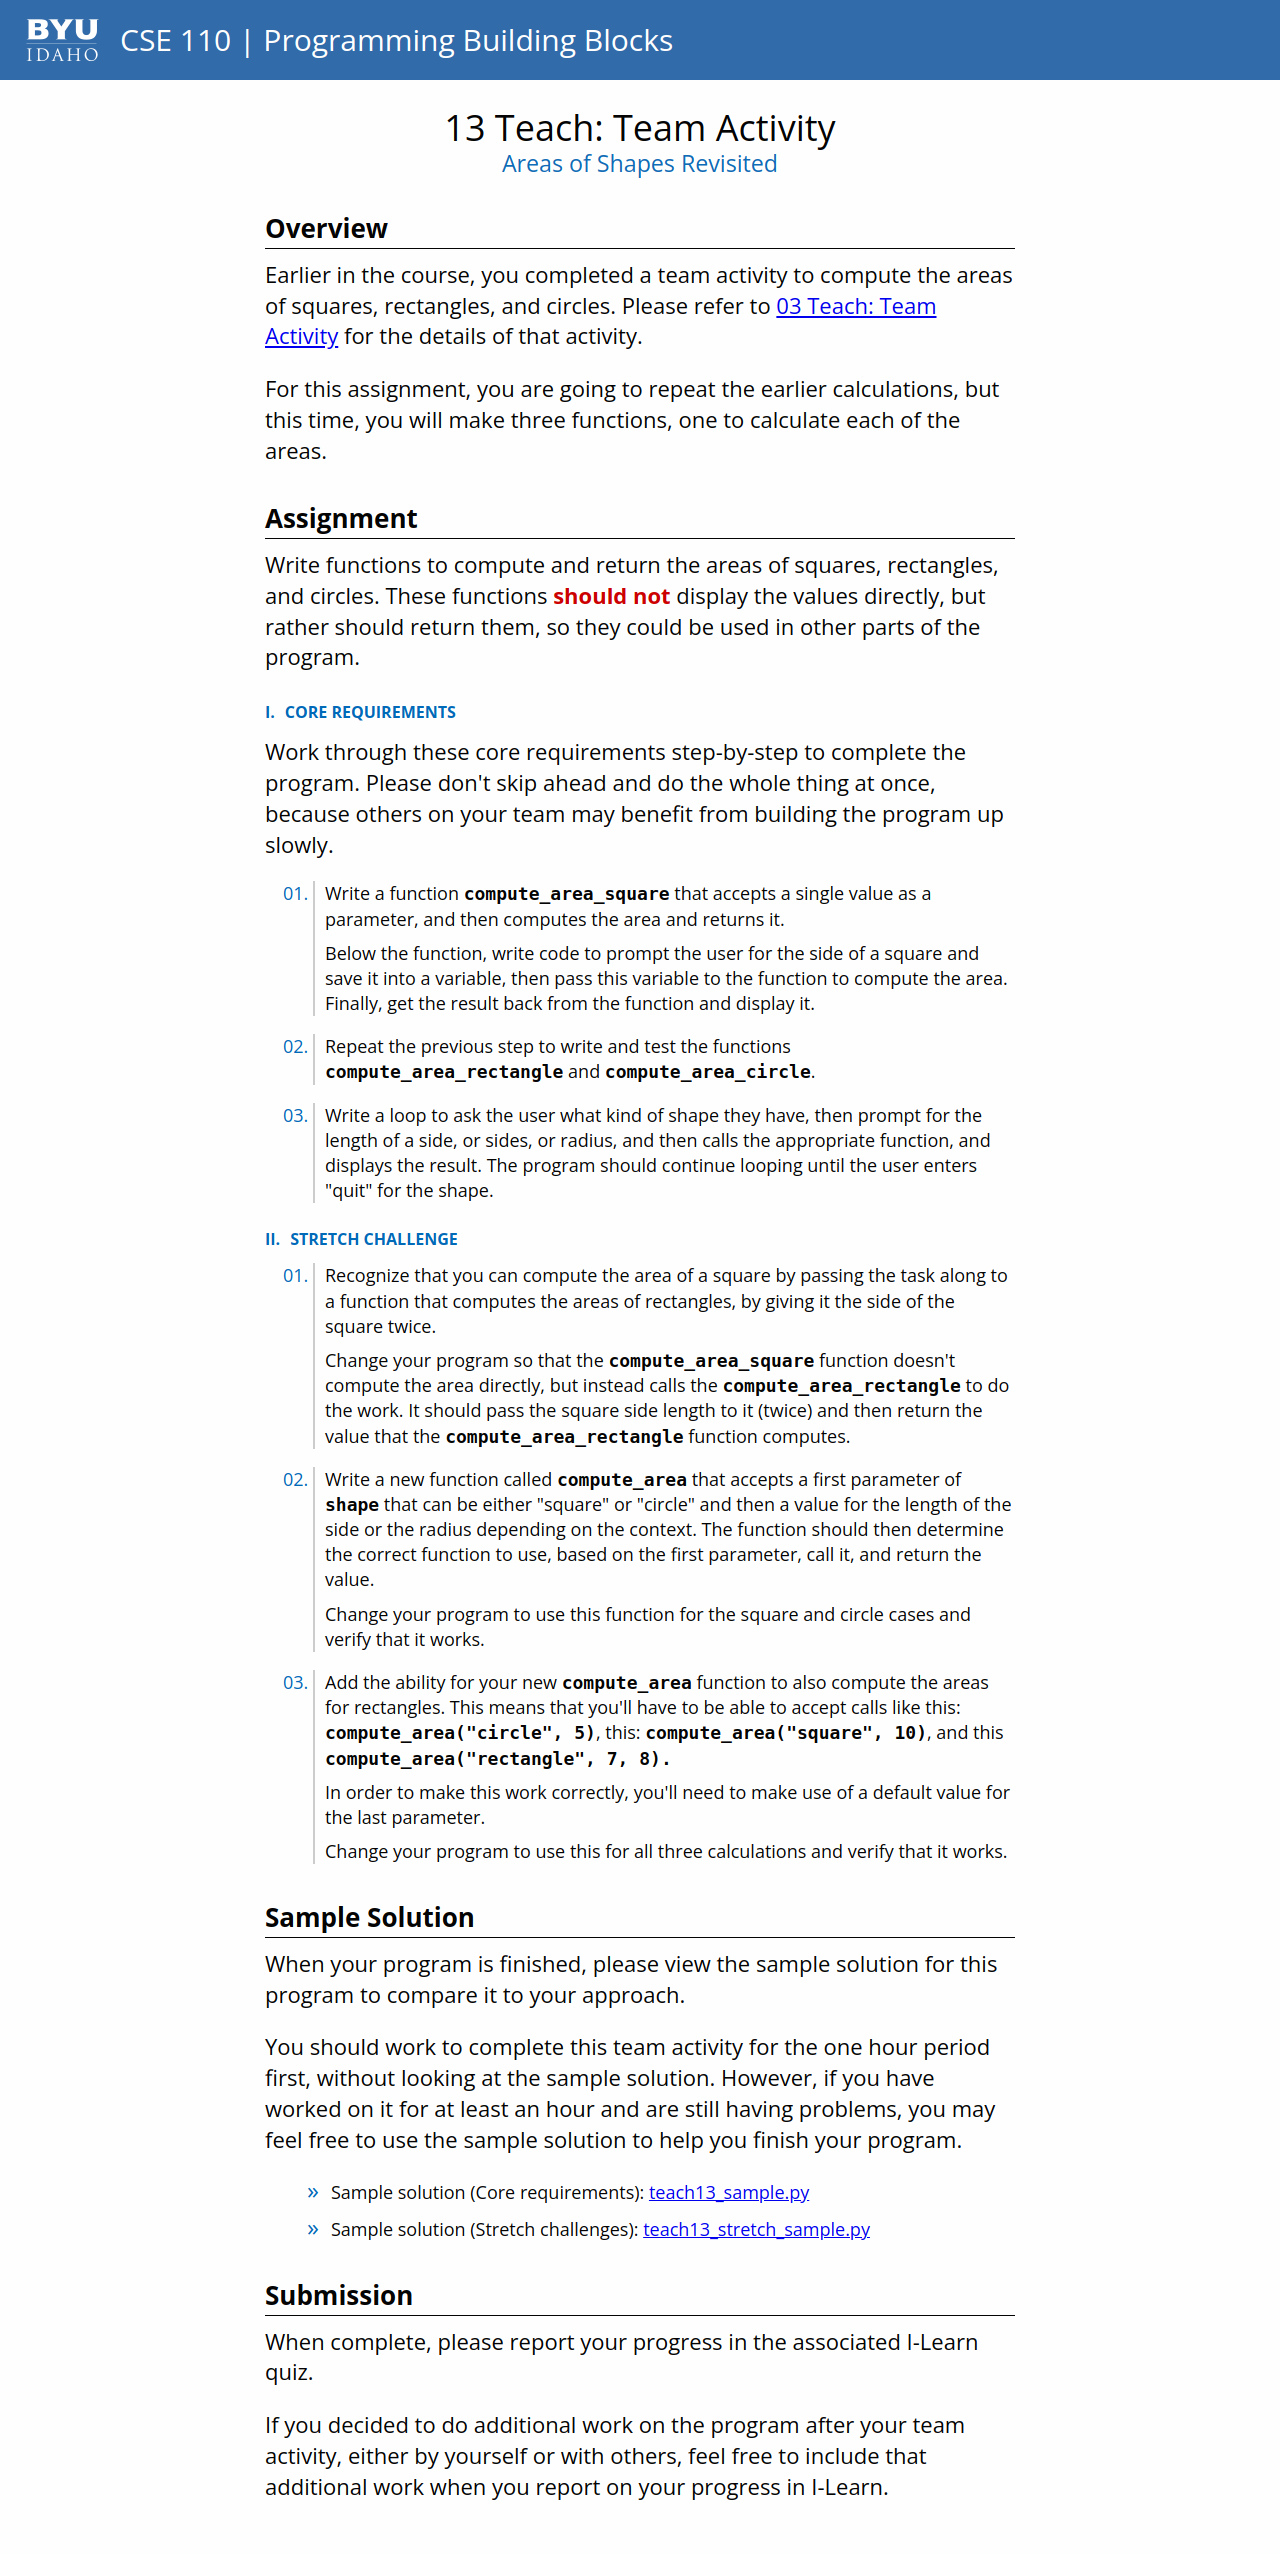 BYU
IDAHO
CSE 110 | Programming Building Blocks
13 Teach: Team Activity
Areas of Shapes Revisited
Overview
Earlier in the course, you completed a team activity to compute the areas
of squares, rectangles, and circles. Please refer to 03 Teach: Team
Activity for the details of that activity.
For this assignment, you are going to repeat the earlier calculations, but
this time, you will make three functions, one to calculate each of the
areas.
Assignment
Write functions to compute and return the areas of squares, rectangles,
and circles. These functions should not display the values directly, but
rather should return them, so they could be used in other parts of the
program.
I. CORE REQUIREMENTS
Work through these core requirements step-by-step to complete the
program. Please don't skip ahead and do the whole thing at once,
because others on your team may benefit from building the program up
slowly.
01. Write a function compute_area_square that accepts a single value as a
parameter, and then computes the area and returns it.
Below the function, write code to prompt the user for the side of a square and
save it into a variable, then pass this variable to the function to compute the area.
Finally, get the result back from the function and display it.
02. Repeat the previous step to write and test the functions
compute_area_rectangle and compute_area_circle.
03. Write a loop to ask the user what kind of shape they have, then prompt for the
length of a side, or sides, or radius, and then calls the appropriate function, and
displays the result. The program should continue looping until the user enters
"quit" for the shape.
II. STRETCH CHALLENGE
01. Recognize that you can compute the area of a square by passing the task along to
a function that computes the areas of rectangles, by giving it the side of the
square twice.
Change your program so that the compute_area_square function doesn't
compute the area directly, but instead calls the compute_area_rectangle to do
the work. It should pass the square side length to it (twice) and then return the
value that the compute_area_rectangle function computes.
02. Write a new function called compute_area that accepts a first parameter of
shape that can be either "square" or "circle" and then a value for the length of the
side or the radius depending on the context. The function should then determine
the correct function to use, based on the first parameter, call it, and return the
value.
Change your program to use this function for the square and circle cases and
verify that it works.
03. Add the ability for your new compute_area function to also compute the areas
for rectangles. This means that you'll have to be able to accept calls like this:
compute_area("circle", 5), this: compute_area("square", 10), and this
compute_area("rectangle", 7, 8).
In order to make this work correctly, you'll need to make use of a default value for
the last parameter.
Change your program to use this for all three calculations and verify that it works.
Sample Solution
When your program is finished, please view the sample solution for this
program to compare it to your approach.
You should work to complete this team activity for the one hour period
first, without looking at the sample solution. However, if you have
worked on it for at least an hour and are still having problems, you may
feel free to use the sample solution to help you finish your program.
» Sample solution (Core requirements): teach13_sample.py
» Sample solution (Stretch challenges): teach13_stretch_sample.py
Submission
When complete, please report your progress in the associated I-Learn
quiz.
If you decided to do additional work on the program after your team
activity, either by yourself or with others, feel free to include that
additional work when you report on your progress in I-Learn.